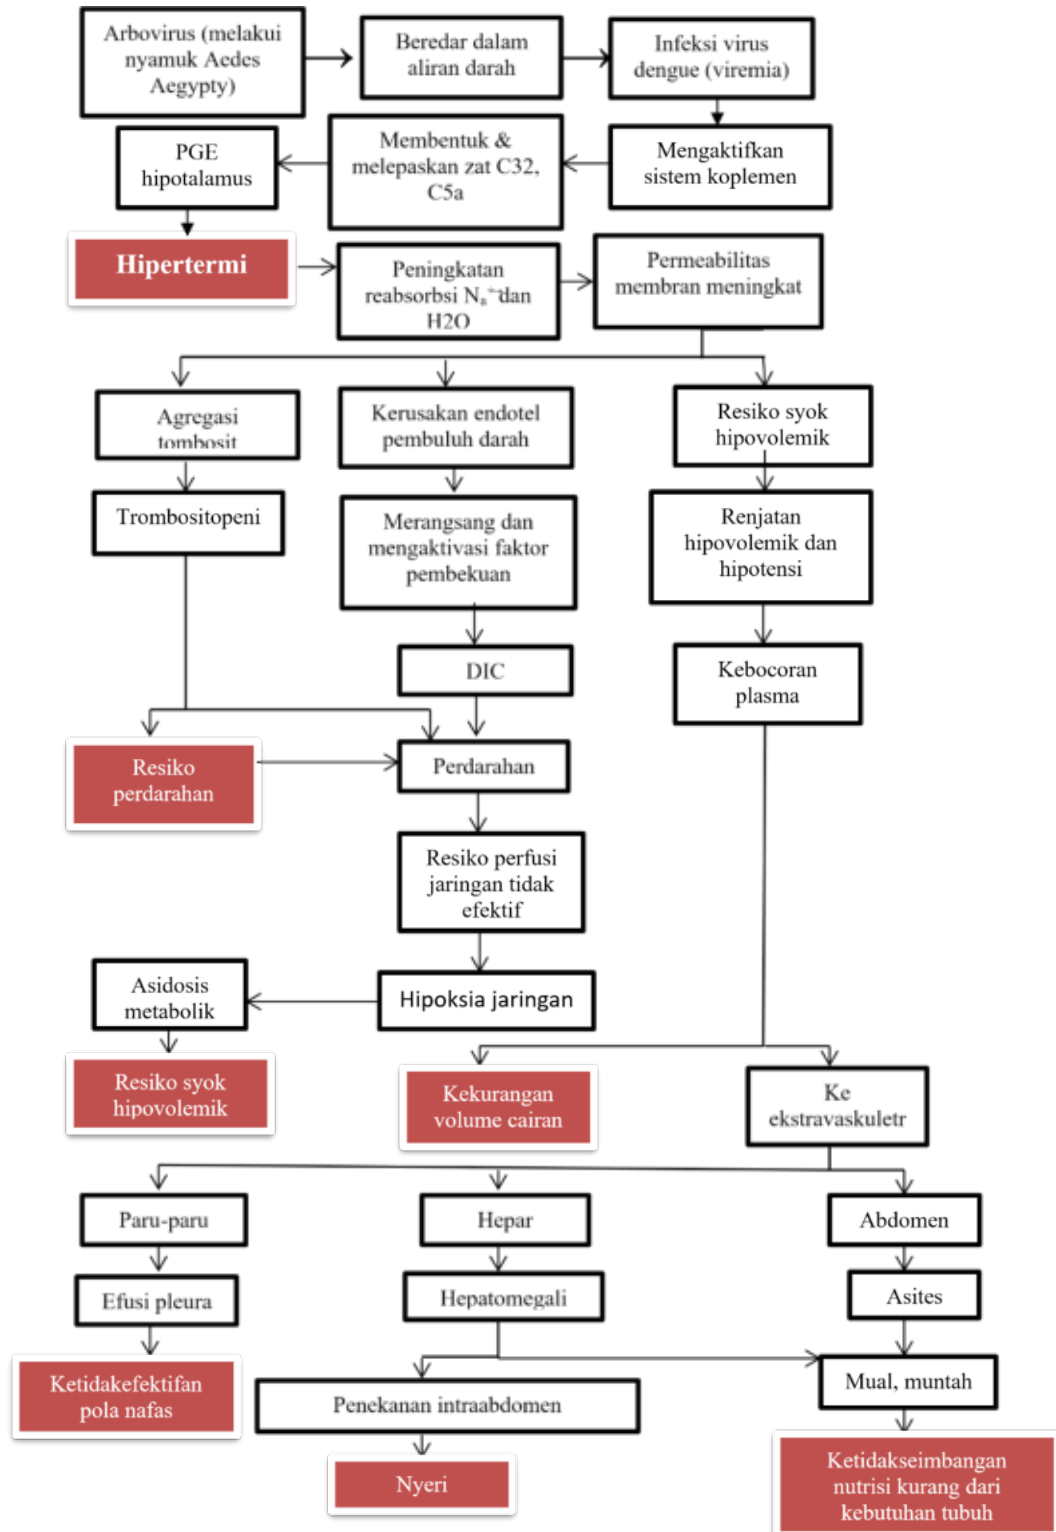 Arbovirus (melakui
nyamuk Aedes
Aegypty)
Beredar dalam
aliran darah
Infeksi virus
dengue (viremia)
PGE
hipotalamus
Membentuk &
melepaskan zat C32,
C5a
Mengaktifkan
sistem koplemen
Hipertermi
Peningkatan
reabsorbsi Na+dan
H2O
Permeabilitas
membran meningkat
Agregasi
tombosit
Kerusakan endotel
pembuluh darah
Resiko syok
hipovolemik
Trombositopeni
Merangsang dan
mengaktivasi faktor
pembekuan
Renjatan
hipovolemik dan
hipotensi
DIC
Kebocoran
plasma
Resiko
perdarahan
Perdarahan
Resiko perfusi
jaringan tidak
efektif
Asidosis
metabolik
Hipoksia jaringan
Resiko syok
hipovolemik
Kekurangan
volume cairan
Ke
ekstravaskuletr
Paru-paru
Hepar
Abdomen
Efusi pleura
Hepatomegali
Asites
Ketidakefektifan
pola nafas
Penekanan intraabdomen
Mual, muntah
Nyeri
Ketidakseimbangan
nutrisi kurang dari
kebutuhan tubuh